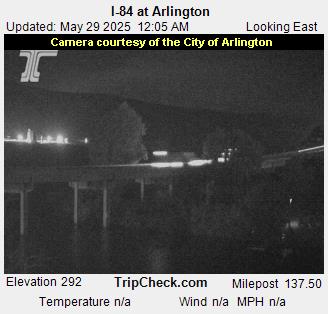 I-84 at Arlington
Updated: May 29 2025 12:05 AM Looking East
Camera courtesy of the City of Arlington
Elevation 292 TripCheck.com Milepost 137.50
Temperature n/a Wind n/a MPH n/a